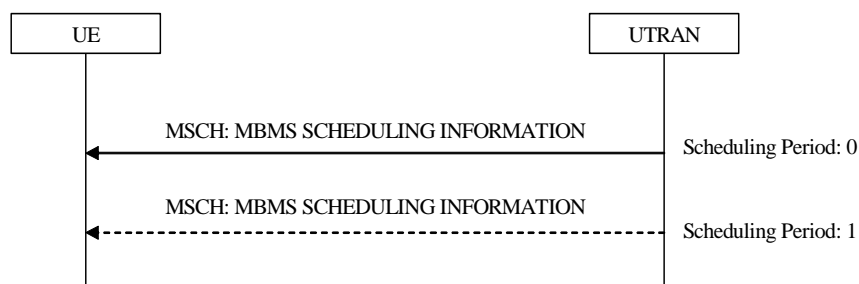 UE
UTRAN
MSCH: MBMS SCHEDULING INFORMATION
Scheduling Period: 0
MSCH: MBMS SCHEDULING INFORMATION
Scheduling Period: 1